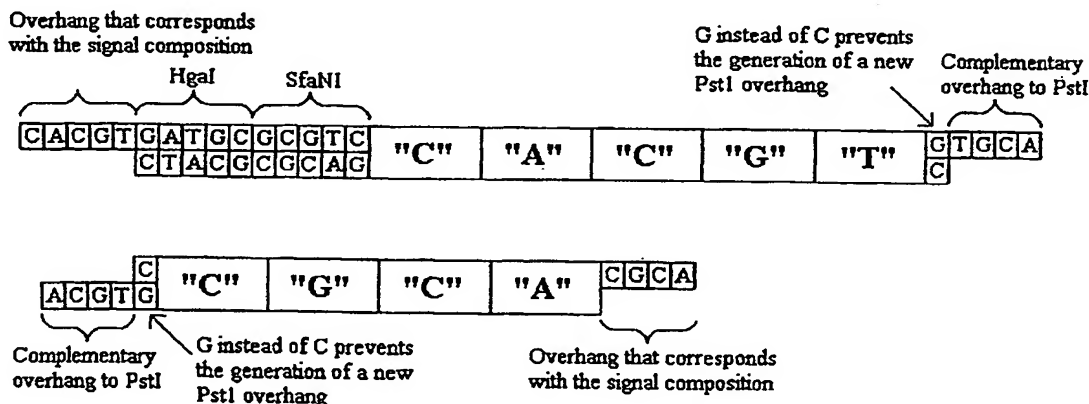 Overhang that corresponds
with the signal composition
HgaI
SfaNI
G instead of C prevents
the generation of a new
Pst1 overhang
Complementary
overhang to PstI
CACGTGATGCGCGTC
"C" "A" "C" "G" "T"
GTGCA
CTACGCGCAG
C
C
"C" "G" "C" "A"
CGCA
ACGTG
Complementary
overhang to PstI
G instead of C prevents
the generation of a new
Pst1 overhang
Overhang that corresponds
with the signal composition